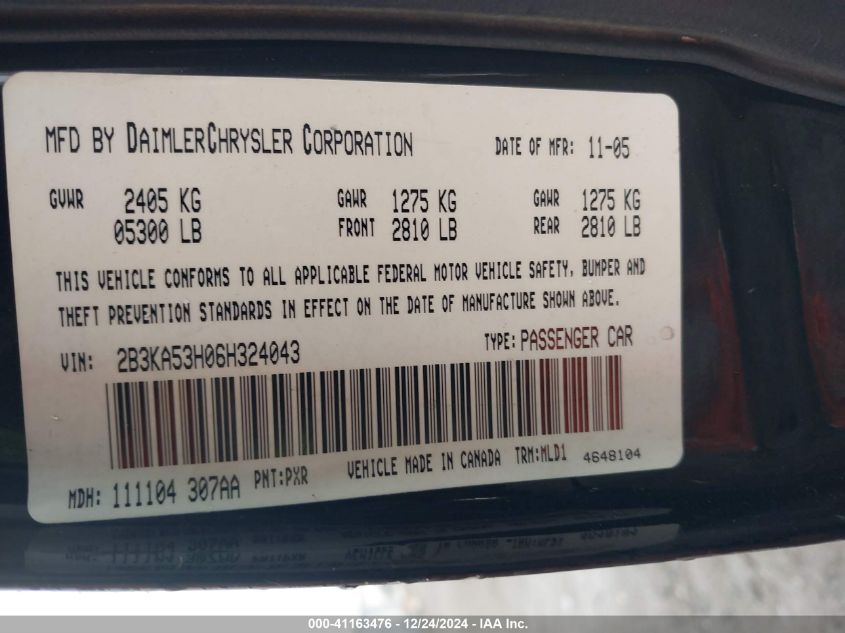 MFD BY DAIMLERCHRYSLER CORPORATION DATE OF MFR: 11-05
GVWR 2405 KG GAWR 1275 KG GAWR 1275 KG
05300 LB FRONT 2810 LB REAR 2810 LB
THIS VEHICLE CONFORMS TO ALL APPLICABLE FEDERAL MOTOR VEHICLE SAFETY, BUMPER AND
THEFT PREVENTION STANDARDS IN EFFECT ON THE DATE OF MANUFACTURE SHOWN ABOVE.
VIN: 2B3KA53H06H324043 TYPE: PASSENGER CAR
MDH: 111104 307AA PNT:PXR VEHICLE MADE IN CANADA TRM:MLD1 4648104
000-41163476 - 12/24/2024 - IAA Inc.